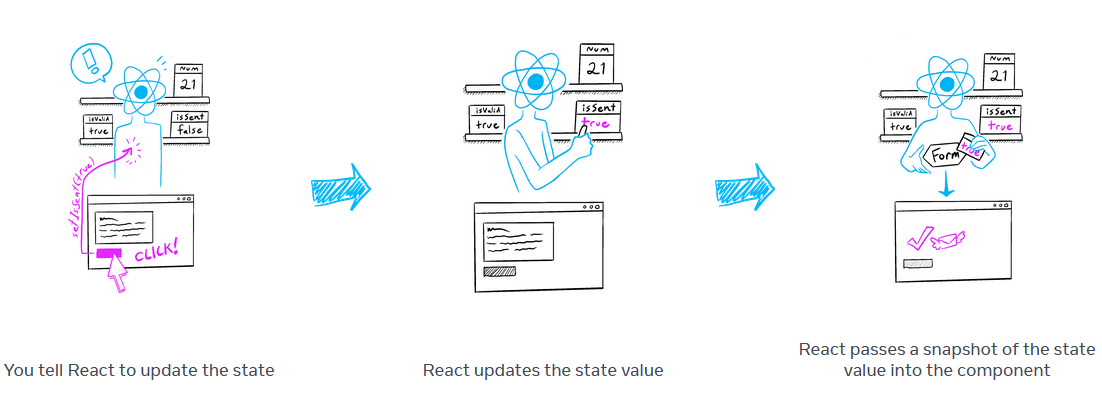 !
Num
21
isValid
true
isSent
false
setIsSent(true)
CLICK!
You tell React to update the state
Num
21
isValid
true
isSent
true
React updates the state value
Num
21
isValid
true
isSent
true
Form
true
React passes a snapshot of the state
value into the component